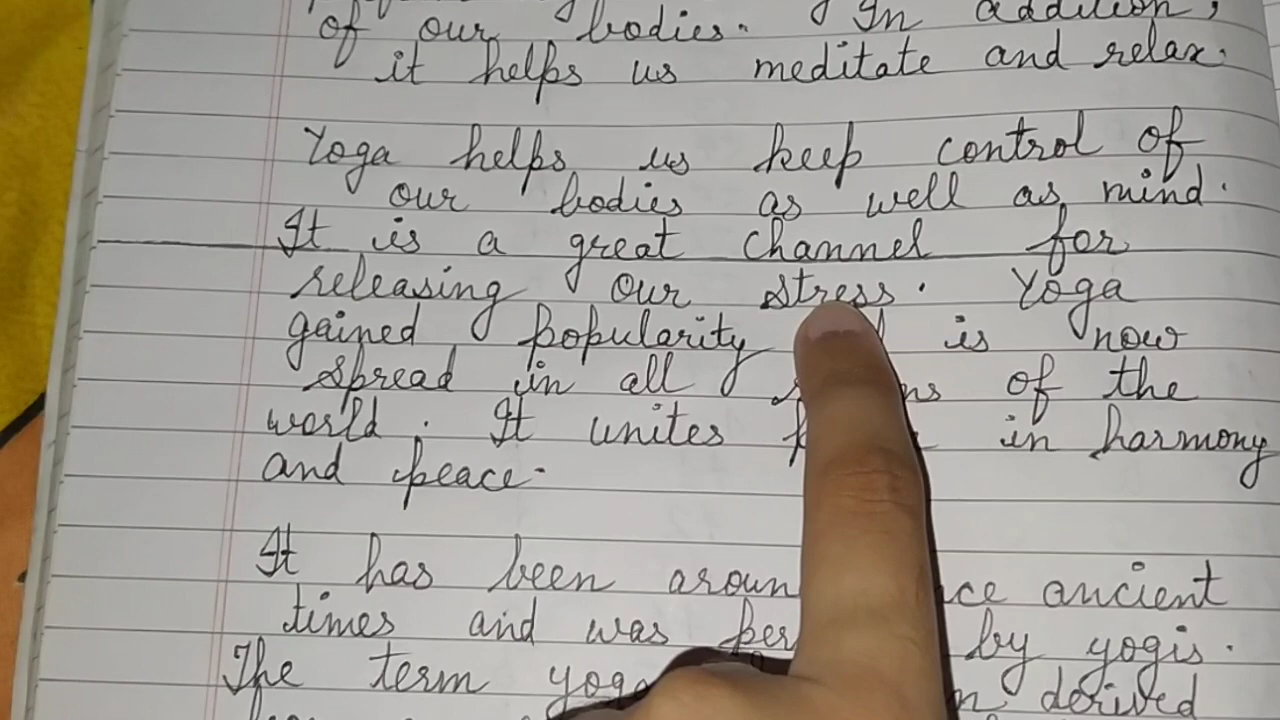 of our bodies. In addition,
it helps us meditate and relax.
Yoga helps us keep control of
our bodies as well as mind.
It is a great channel for
releasing our stress. Yoga
gained popularity is now
spread in all of the
world. It unites in harmony
and peace.
It has been ancient
times and was by yogis.
The term yoga derived